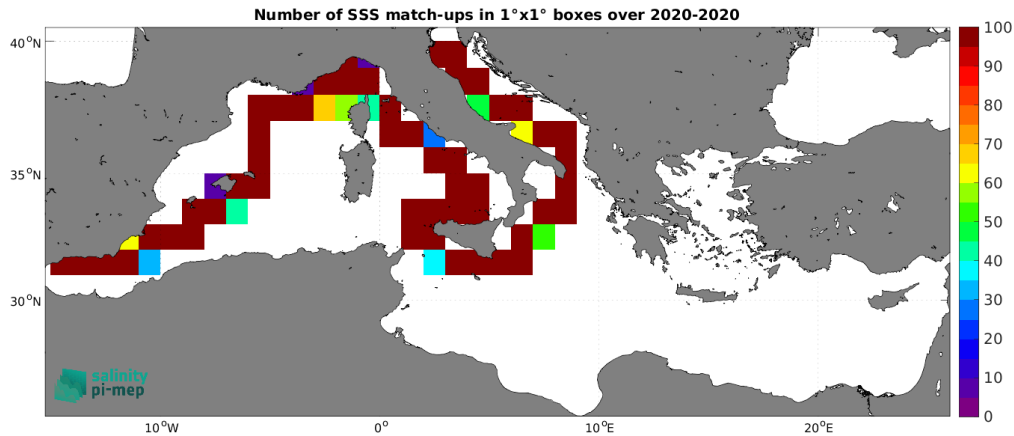 Number of SSS match-ups in 1°x1° boxes over 2020-2020
40°N
35°N
30°N
10°W
0°
10°E
20°E
100
90
80
70
60
50
40
30
20
10
0
salinity
pi-mep